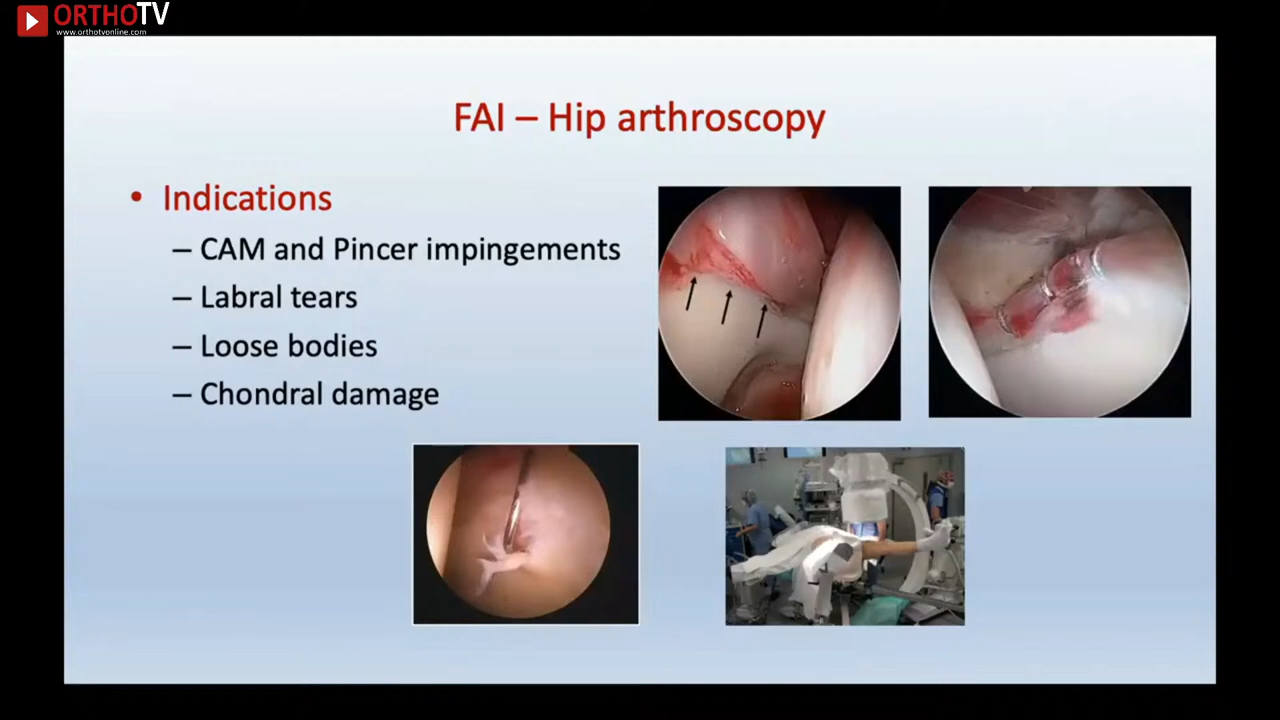 ORTHOTV
www.orthotvonline.com
FAI – Hip arthroscopy
• Indications
– CAM and Pincer impingements
– Labral tears
– Loose bodies
– Chondral damage